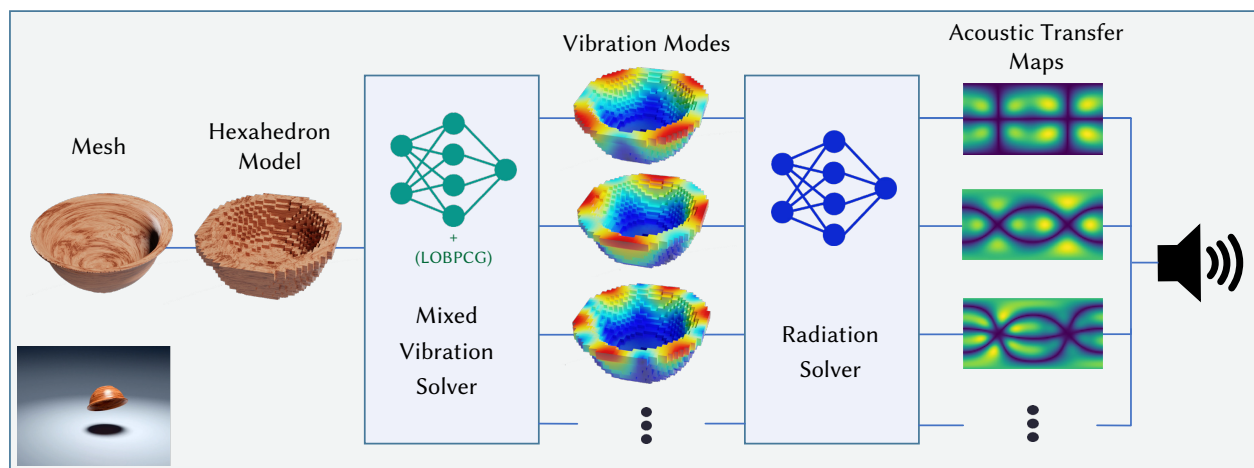 Mesh
Hexahedron
Model
+
(LOBPCG)
Mixed
Vibration
Solver
Vibration Modes
Radiation
Solver
Acoustic Transfer
Maps